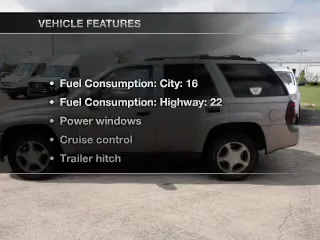 VEHICLE FEATURES
• Fuel Consumption: City: 16
• Fuel Consumption: Highway: 22
• Power windows
• Cruise control
• Trailer hitch